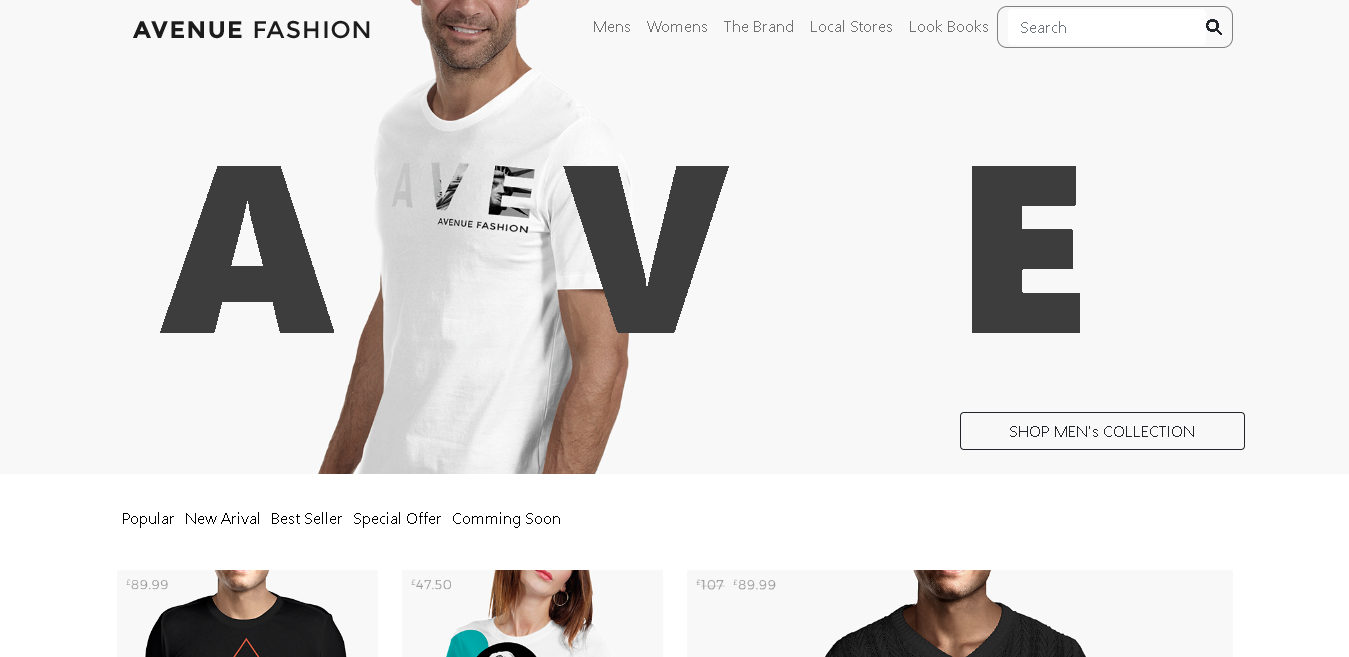 AVENUE FASHION
Mens Womens The Brand Local Stores Look Books Search
AVE
AVENUE FASHION
A V E
SHOP MEN's COLLECTION
Popular New Arival Best Seller Special Offer Comming Soon
£89.99
£47.50
£107 £89.99